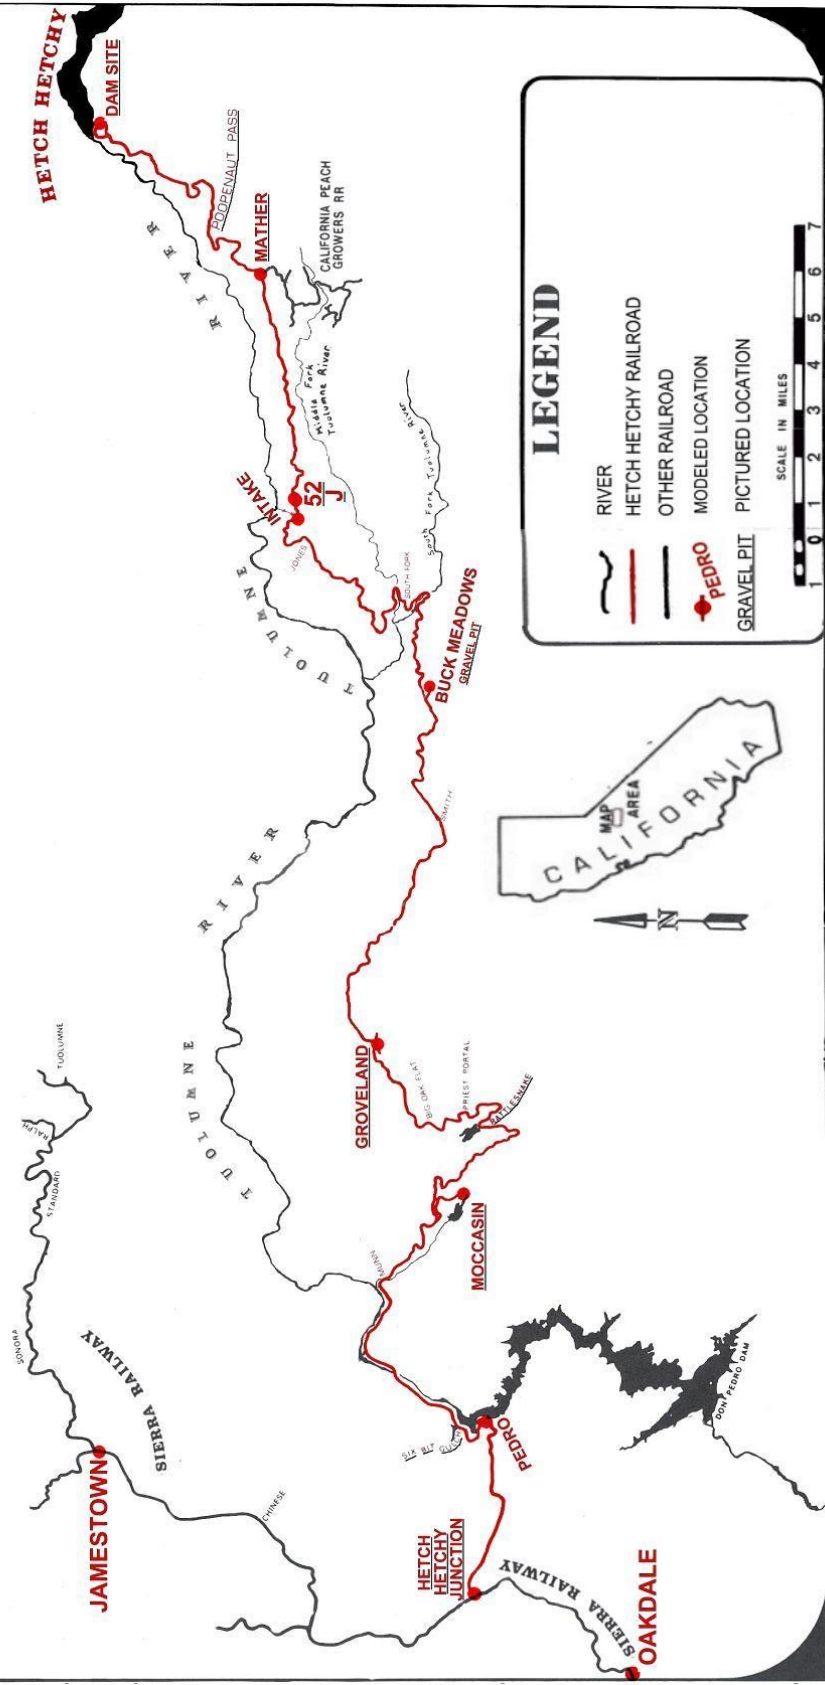 HETCH HETCHY
DAM SITE
POOPENAUT PASS
RIVER
MATHER
CALIFORNIA PEACH
GROWERS RR
Middle Fork
Tuolumne River
INTAKE
52
J
JONES
South Fork Tuolumne River
SOUTH FORK
TUOLUMNE
BUCK MEADOWS
GRAVEL PIT
SMITH
RIVER
TUOLUMNE
GROVELAND
BIG OAK FLAT
PRIEST PORTAL
RATTLESNAKE
MOCCASIN
MUNN
TUOLUMNE
RALPH
STANDARD
SONORA
SIERRA RAILWAY
JAMESTOWN
CHINESE
SIX BIT GULCH
PEDRO
DON PEDRO DAM
HETCH
HETCHY
JUNCTION
SIERRA RAILWAY
OAKDALE
MAP
AREA
CALIFORNIA
N
LEGEND
RIVER
HETCH HETCHY RAILROAD
OTHER RAILROAD
PEDRO MODELED LOCATION
GRAVEL PIT PICTURED LOCATION
SCALE IN MILES
1 0 1 2 3 4 5 6 7